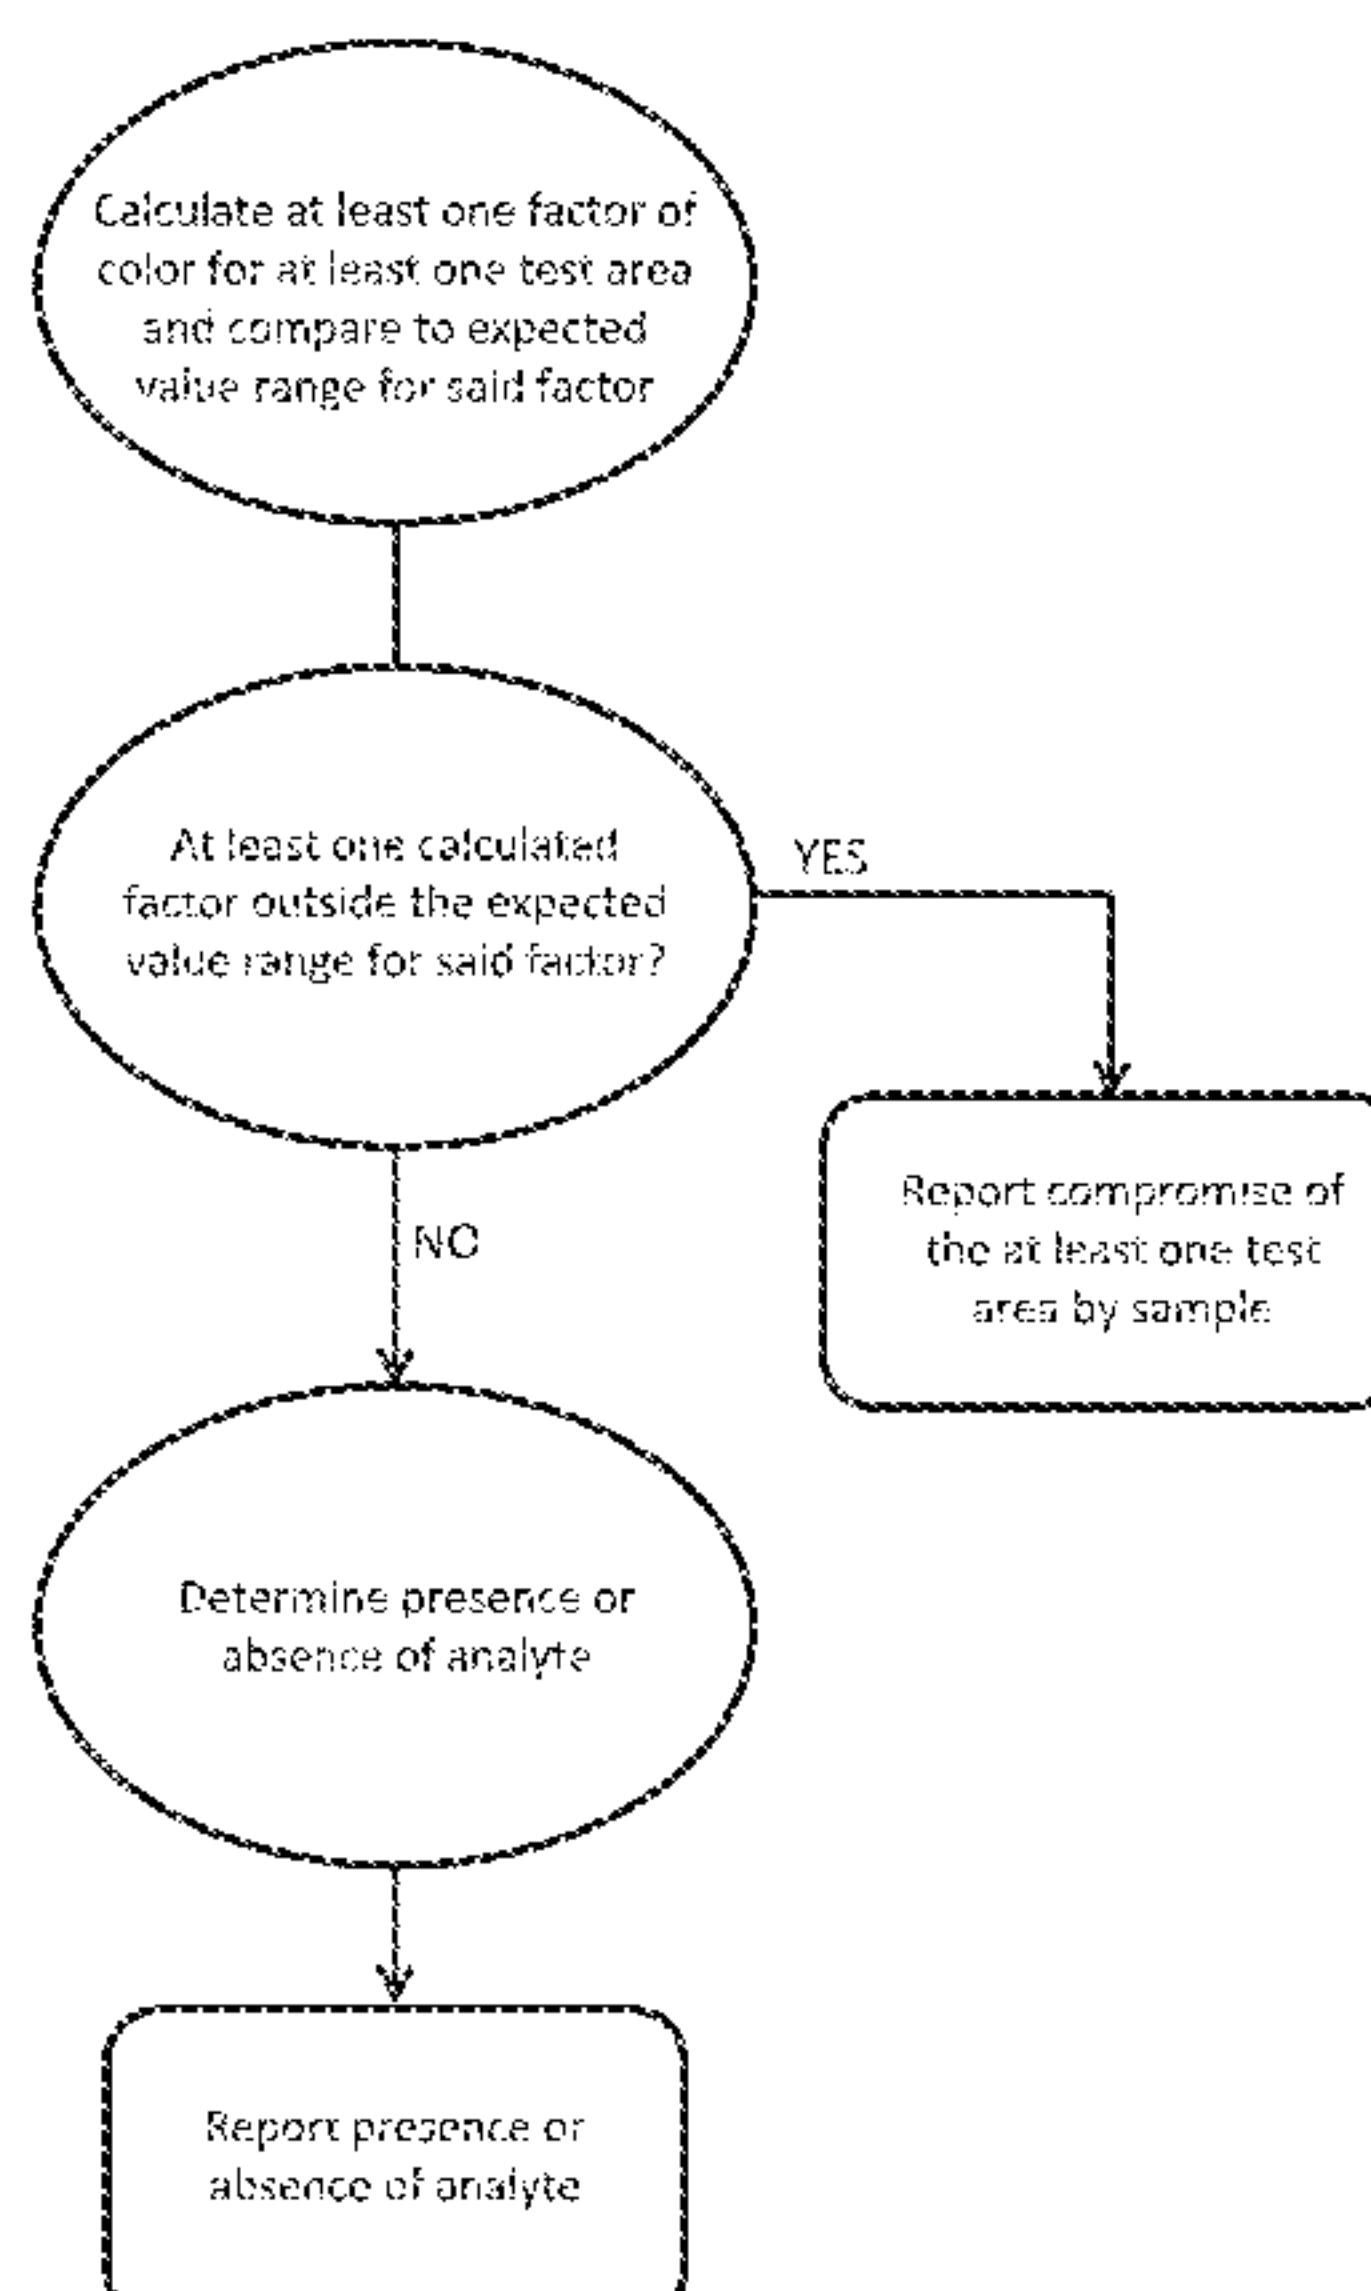 Calculate at least one factor of
color for at least one test area
and compare to expected
value range for said factor
At least one calculated
factor outside the expected
value range for said factor?
YES
Report compromise of
the at least one test
area by sample
NO
Determine presence or
absence of analyte
Report presence or
absence of analyte